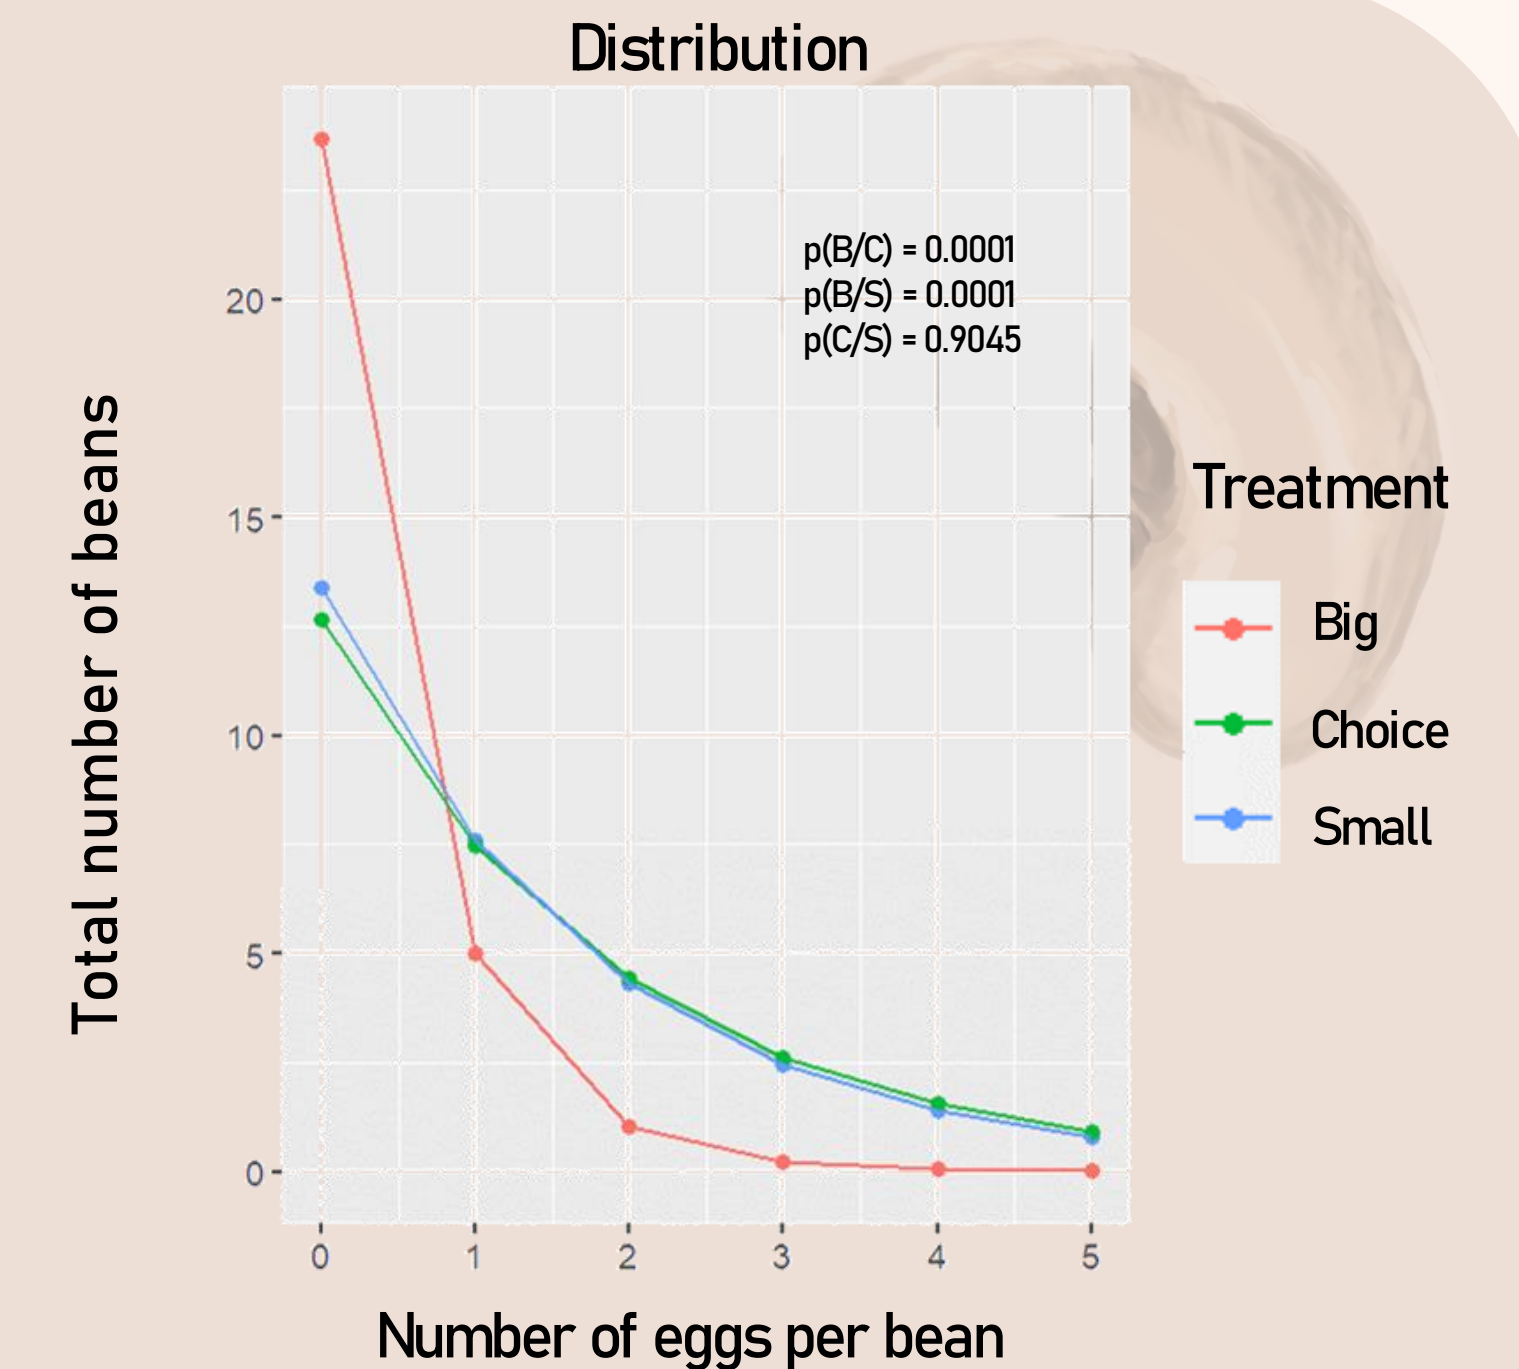 Distribution
p(B/C) = 0.0001
p(B/S) = 0.0001
p(C/S) = 0.9045
20
15
10
5
0
Total number of beans
0 1 2 3 4 5
Number of eggs per bean
Treatment
Big
Choice
Small